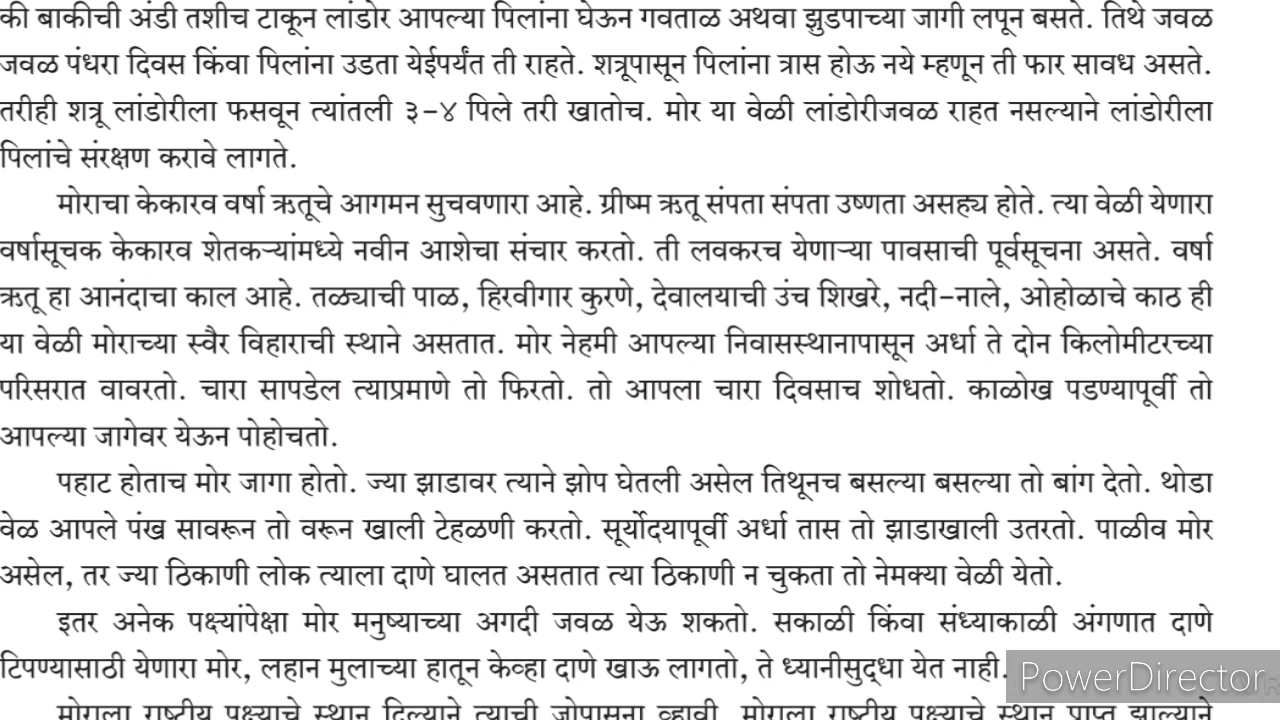 की बाकीची अंडी तशीच टाकून लांडोर आपल्या पिलांना घेऊन गवताळ अथवा झुडपाच्या जागी लपून बसते. तिथे जवळ
जवळ पंधरा दिवस किंवा पिलांना उडता येईपर्यंत ती राहते. शत्रूपासून पिलांना त्रास होऊ नये म्हणून ती फार सावध असते.
तरीही शत्रू लांडोरीला फसवून त्यांतली ३-४ पिले तरी खातोच. मोर या वेळी लांडोरीजवळ राहत नसल्याने लांडोरीला
पिलांचे संरक्षण करावे लागते.
मोराचा केकारव वर्षा ऋतूचे आगमन सुचवणारा आहे. ग्रीष्म ऋतू संपता संपता उष्णता असह्य होते. त्या वेळी येणारा
वर्षासूचक केकारव शेतकऱ्यांमध्ये नवीन आशेचा संचार करतो. ती लवकरच येणाऱ्या पावसाची पूर्वसूचना असते. वर्षा
ऋतू हा आनंदाचा काल आहे. तळ्याची पाळ, हिरवीगार कुरणे, देवालयाची उंच शिखरे, नदी-नाले, ओहोळाचे काठ ही
या वेळी मोराच्या स्वैर विहाराची स्थाने असतात. मोर नेहमी आपल्या निवासस्थानापासून अर्धा ते दोन किलोमीटरच्या
परिसरात वावरतो. चारा सापडेल त्याप्रमाणे तो फिरतो. तो आपला चारा दिवसाच शोधतो. काळोख पडण्यापूर्वी तो
आपल्या जागेवर येऊन पोहोचतो.
पहाट होताच मोर जागा होतो. ज्या झाडावर त्याने झोप घेतली असेल तिथूनच बसल्या बसल्या तो बांग देतो. थोडा
वेळ आपले पंख सावरून तो वरून खाली टेहळणी करतो. सूर्योदयापूर्वी अर्धा तास तो झाडाखाली उतरतो. पाळीव मोर
असेल, तर ज्या ठिकाणी लोक त्याला दाणे घालत असतात त्या ठिकाणी न चुकता तो नेमक्या वेळी येतो.
इतर अनेक पक्ष्यांपेक्षा मोर मनुष्याच्या अगदी जवळ येऊ शकतो. सकाळी किंवा संध्याकाळी अंगणात दाणे
टिपण्यासाठी येणारा मोर, लहान मुलाच्या हातून केव्हा दाणे खाऊ लागतो, ते ध्यानीसुद्धा येत नाही.
PowerDirector
मोराला राष्ट्रीय पक्ष्याचे स्थान दिल्याने त्याची जोपासना व्हावी. मोराला राष्ट्रीय पक्ष्याचे स्थान प्राप्त झाल्याने